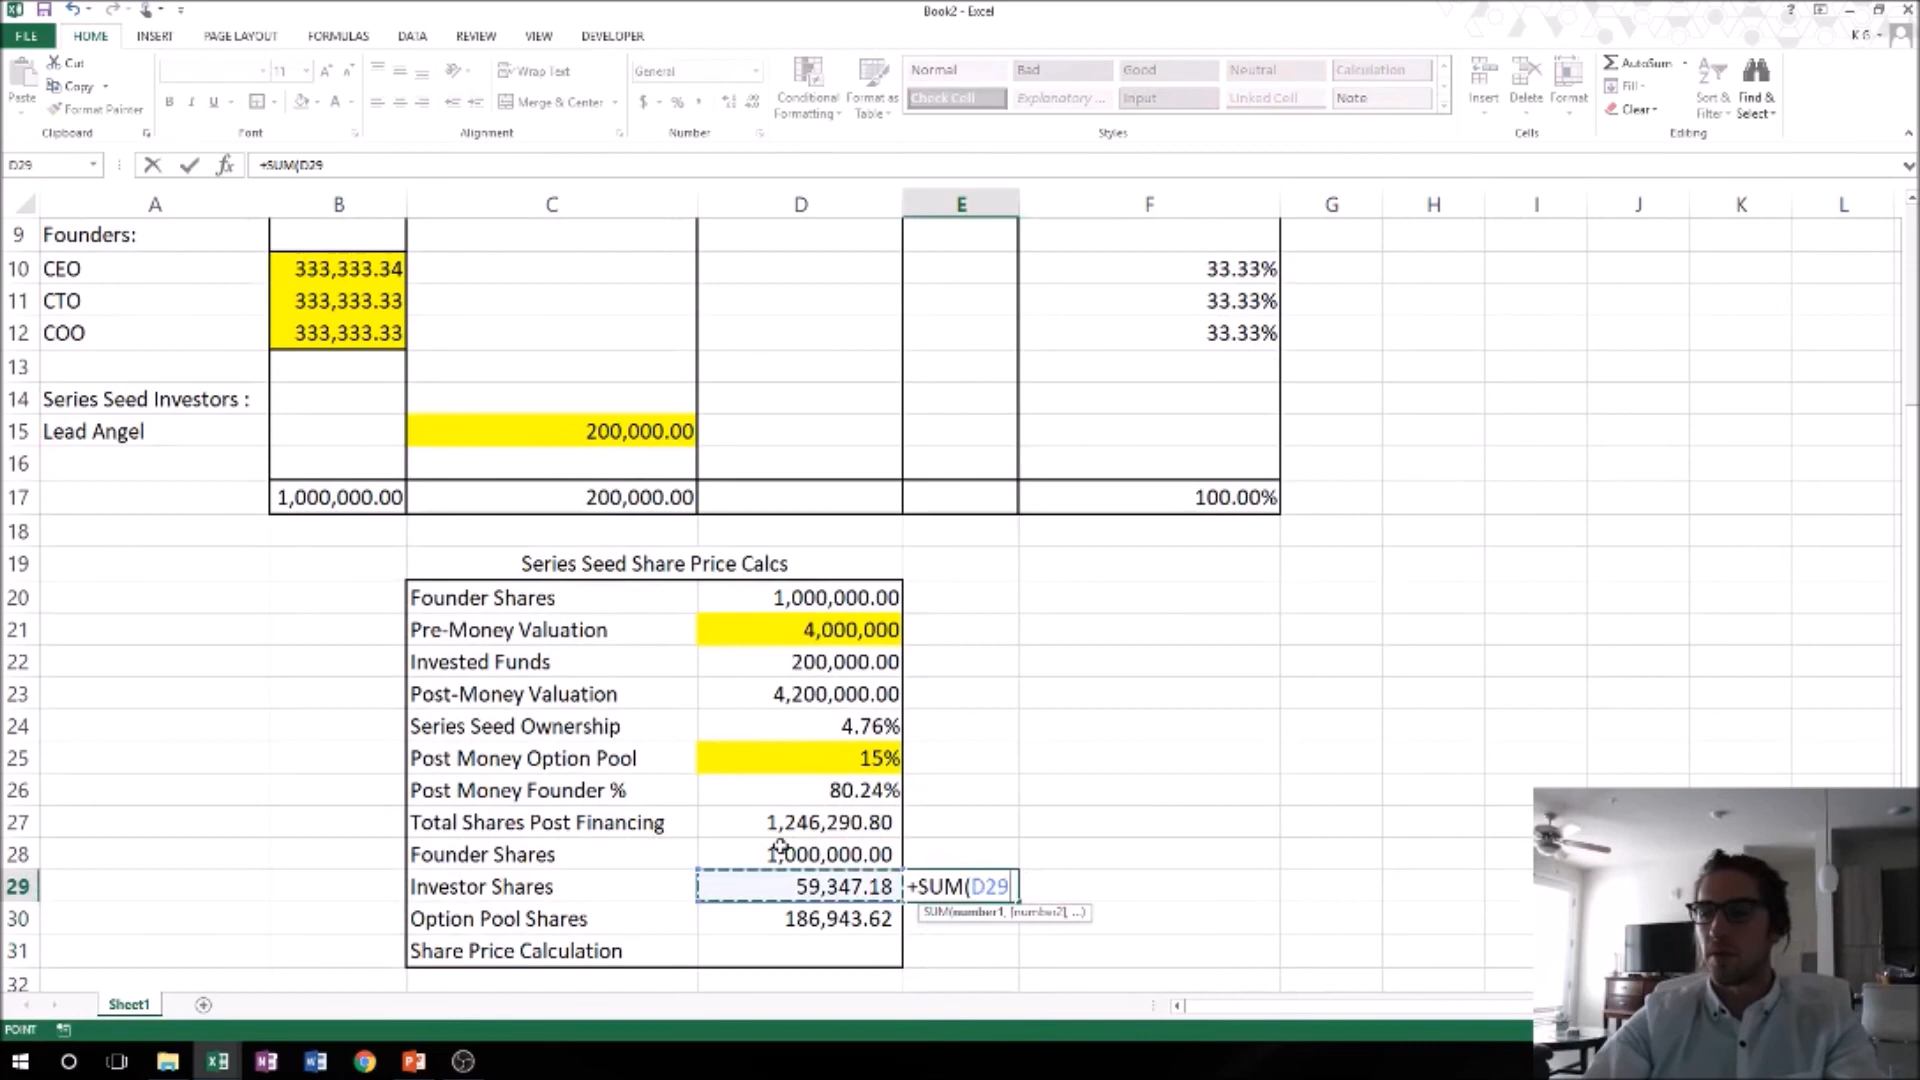 Book2 - Excel
FILE HOME INSERT PAGE LAYOUT FORMULAS DATA REVIEW VIEW DEVELOPER K G
Cut
Copy
Format Painter
Paste
Clipboard
11
Font
Wrap Text
Merge & Center
Alignment
General
$ % ,
Number
Conditional Formatting
Format as Table
Normal Bad Good Neutral Calculation
Check Cell Explanatory ... Input Linked Cell Note
Styles
Insert Delete Format
Cells
AutoSum
Fill
Clear
Sort & Filter
Find & Select
Editing
D29 fx +SUM(D29
A B C D E F G H I J K L
9 Founders:
10 CEO 333,333.34 33.33%
11 CTO 333,333.33 33.33%
12 COO 333,333.33 33.33%
13
14 Series Seed Investors :
15 Lead Angel 200,000.00
16
17 1,000,000.00 200,000.00 100.00%
18
19 Series Seed Share Price Calcs
20 Founder Shares 1,000,000.00
21 Pre-Money Valuation 4,000,000
22 Invested Funds 200,000.00
23 Post-Money Valuation 4,200,000.00
24 Series Seed Ownership 4.76%
25 Post Money Option Pool 15%
26 Post Money Founder % 80.24%
27 Total Shares Post Financing 1,246,290.80
28 Founder Shares 1,000,000.00
29 Investor Shares 59,347.18 +SUM(D29
SUM(number1, [number2], ...)
30 Option Pool Shares 186,943.62
31 Share Price Calculation
32
Sheet1
POINT